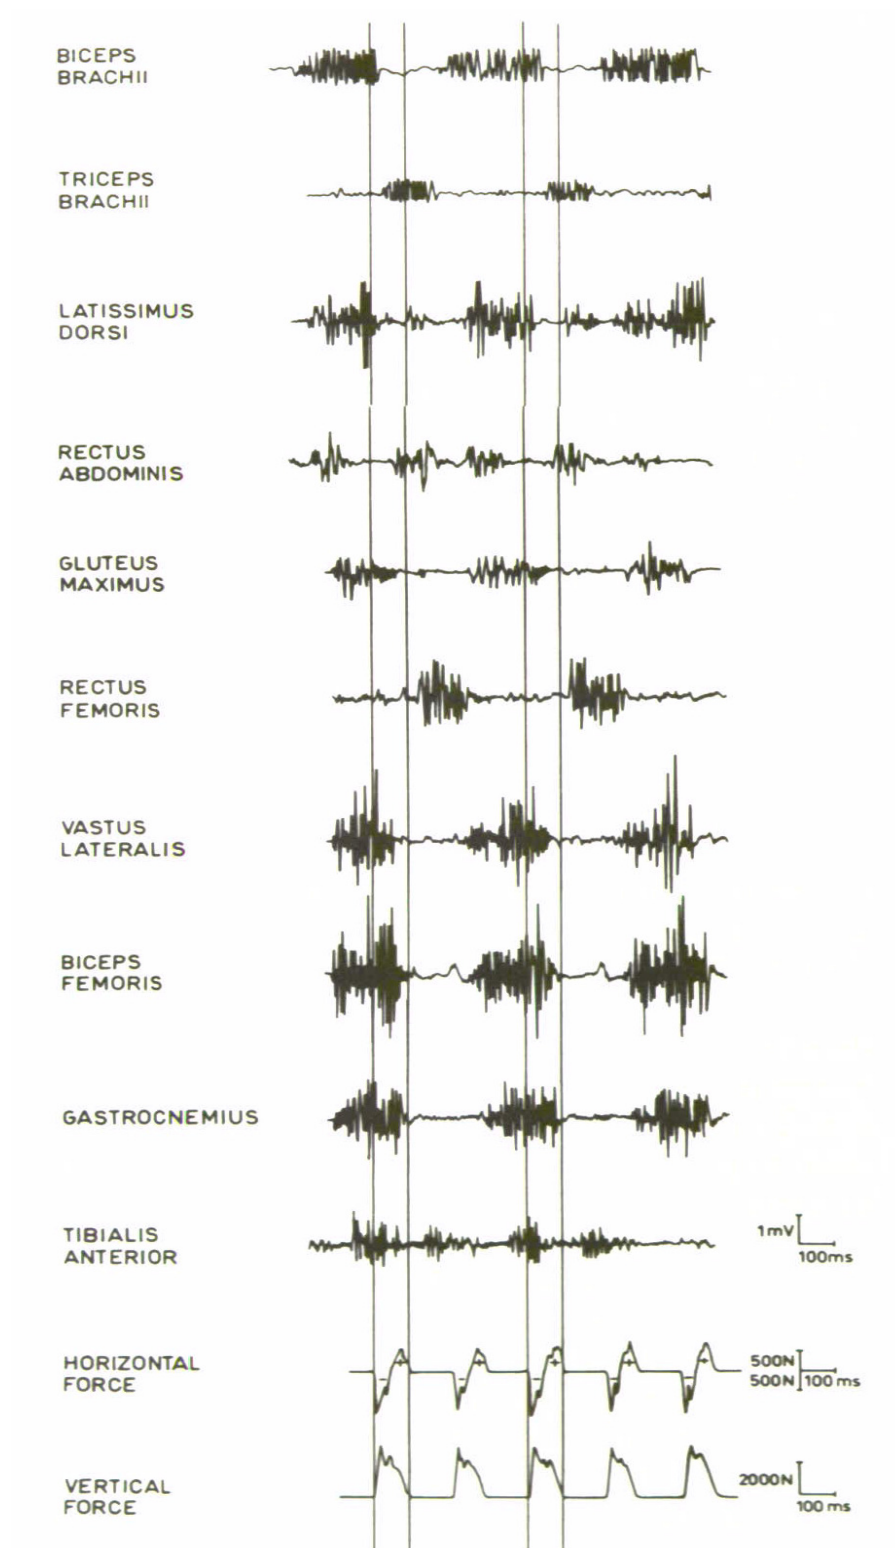 BICEPS
BRACHII
TRICEPS
BRACHII
LATISSIMUS
DORSI
RECTUS
ABDOMINIS
GLUTEUS
MAXIMUS
RECTUS
FEMORIS
VASTUS
LATERALIS
BICEPS
FEMORIS
GASTROCNEMIUS
TIBIALIS
ANTERIOR
1mV
100ms
HORIZONTAL
FORCE
500N
500N 100 ms
- + - + - + - + - +
VERTICAL
FORCE
2000N
100 ms